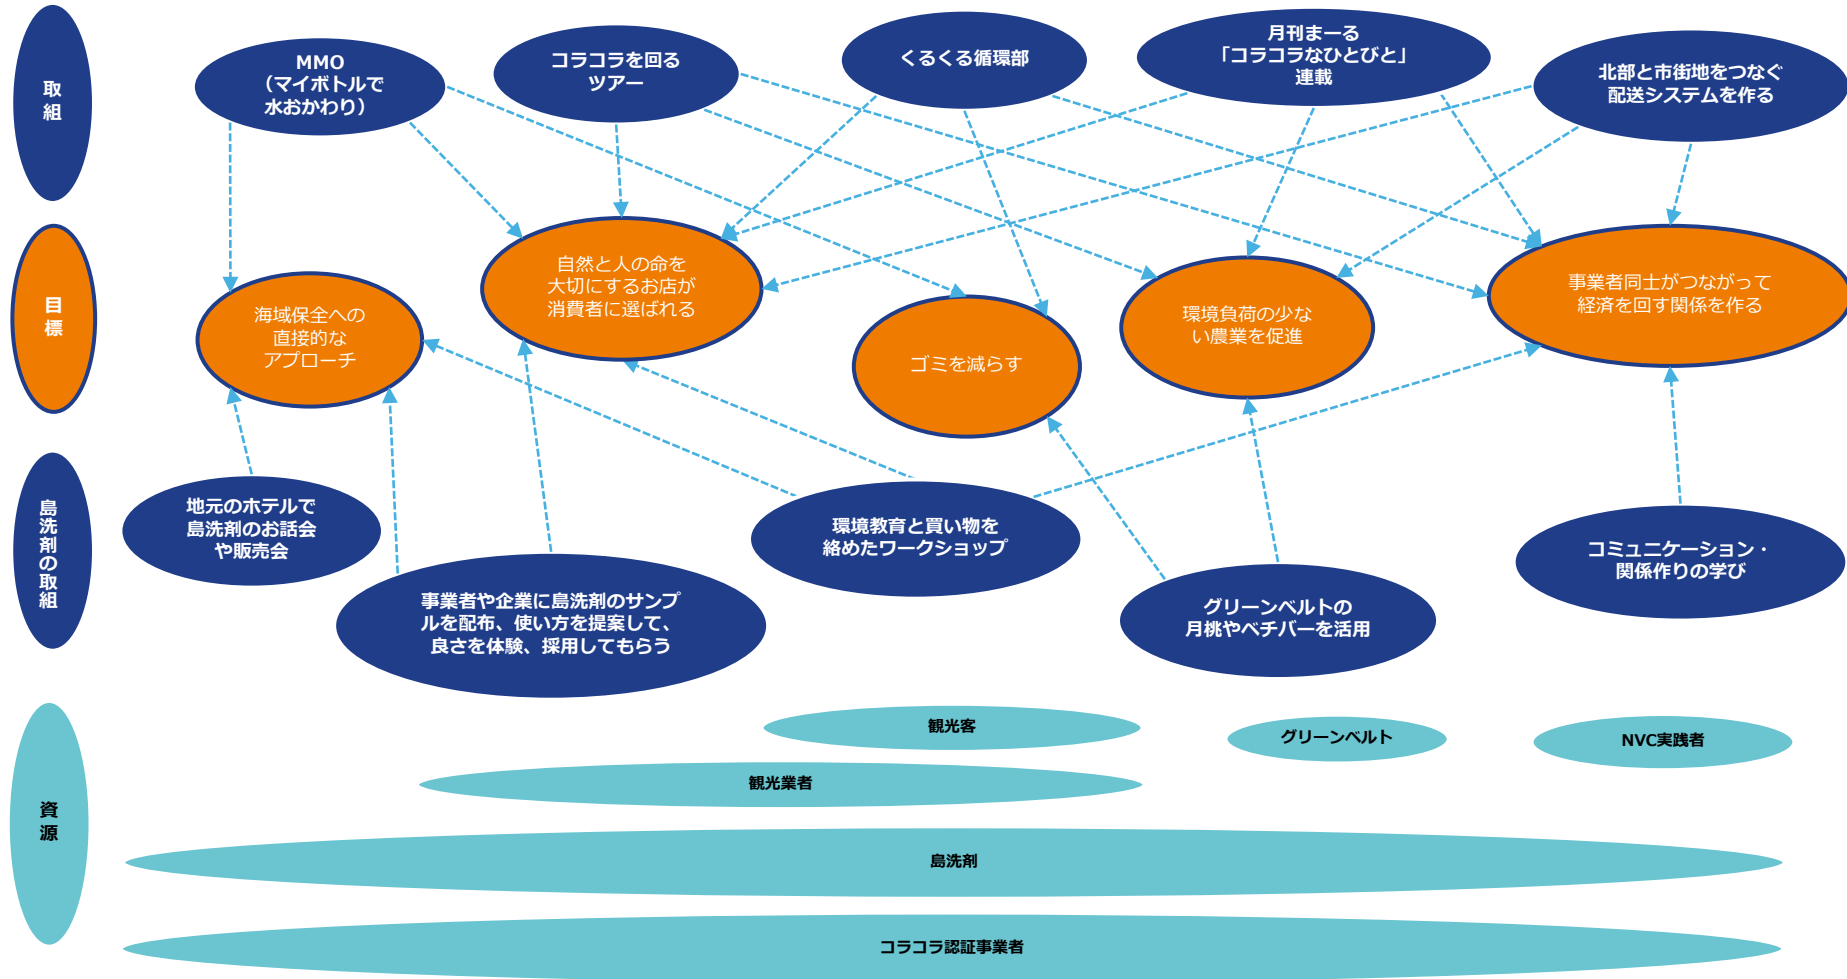 取
組
MMO
（マイボトルで
水おかわり）
コラコラを回る
ツアー
くるくる循環部
月刊まーる
「コラコラなひとびと」
連載
北部と市街地をつなぐ
配送システムを作る
目
標
海域保全への
直接的な
アプローチ
自然と人の命を
大切にするお店が
消費者に選ばれる
ゴミを減らす
環境負荷の少な
い農業を促進
事業者同士がつながって
経済を回す関係を作る
島
洗
剤
の
取
組
地元のホテルで
島洗剤のお話会
や販売会
事業者や企業に島洗剤のサンプ
ルを配布、使い方を提案して、
良さを体験、採用してもらう
環境教育と買い物を
絡めたワークショップ
グリーンベルトの
月桃やベチバーを活用
コミュニケーション・
関係作りの学び
資
源
観光客
グリーンベルト
NVC実践者
観光業者
島洗剤
コラコラ認証事業者